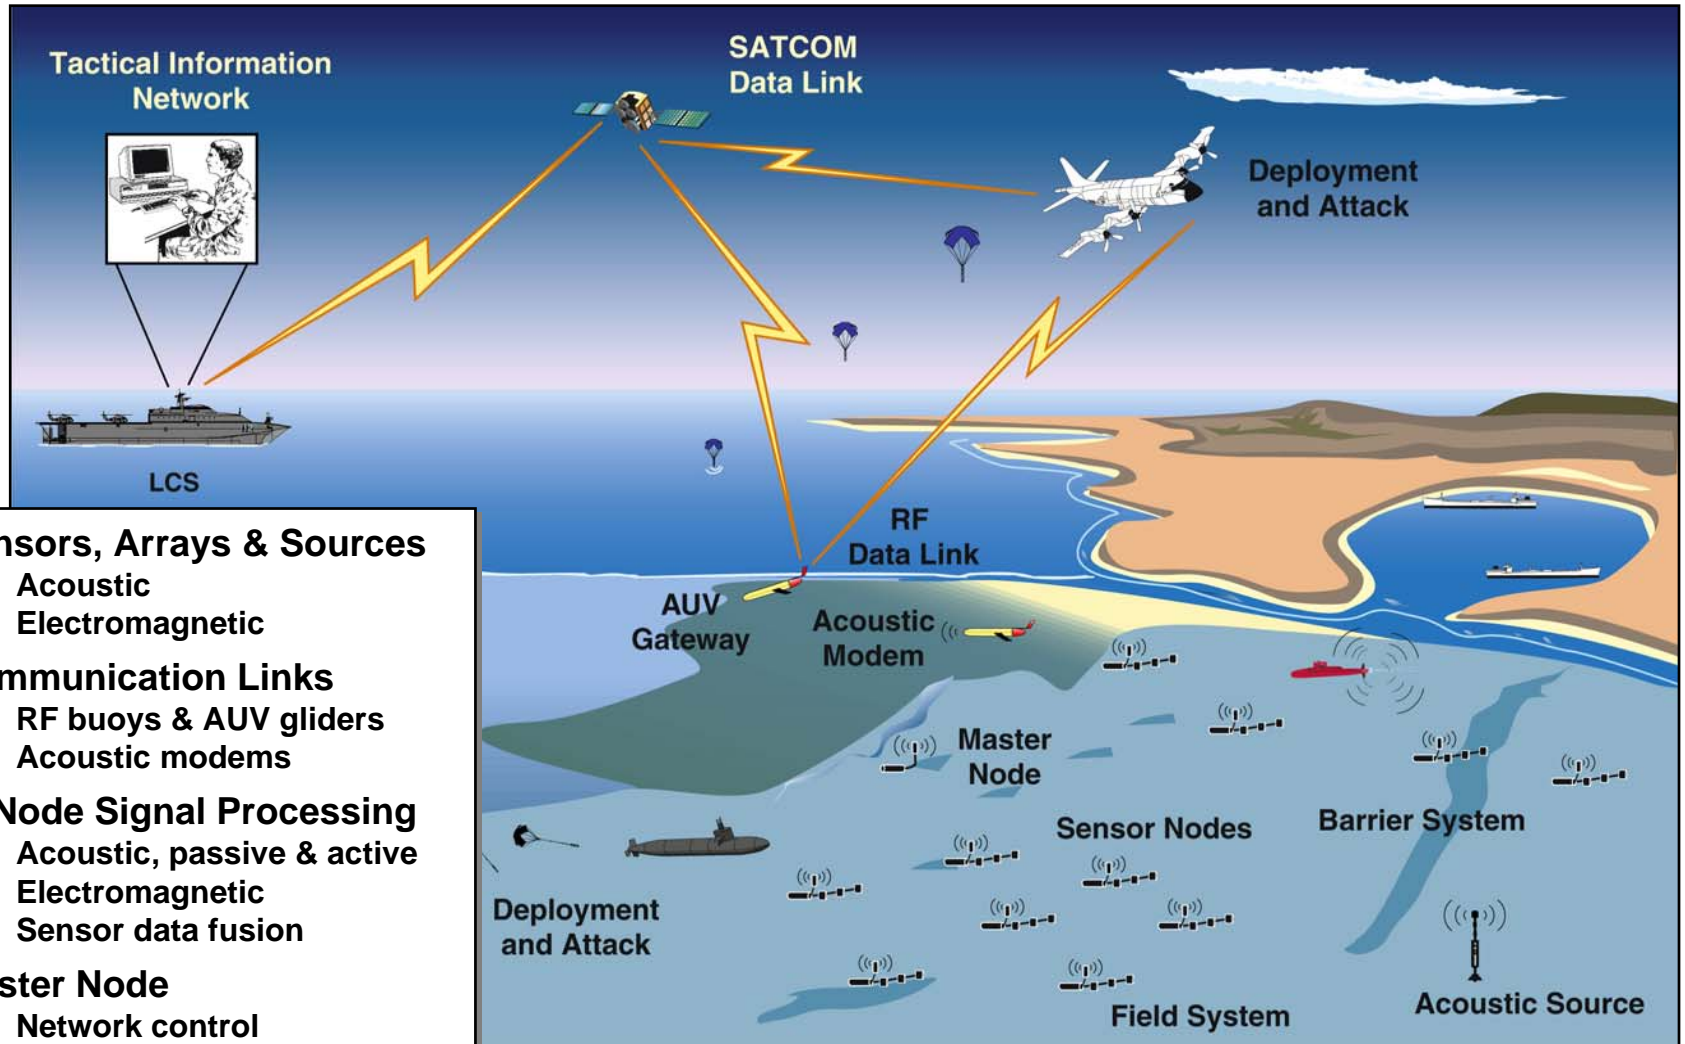 Tactical Information
Network
SATCOM
Data Link
Deployment
and Attack
LCS
RF
Data Link
AUV
Gateway
Acoustic
Modem
Master
Node
Sensor Nodes
Barrier System
Deployment
and Attack
Field System
Acoustic Source
nsors, Arrays & Sources
Acoustic
Electromagnetic
mmunication Links
RF buoys & AUV gliders
Acoustic modems
Node Signal Processing
Acoustic, passive & active
Electromagnetic
Sensor data fusion
ster Node
Network control